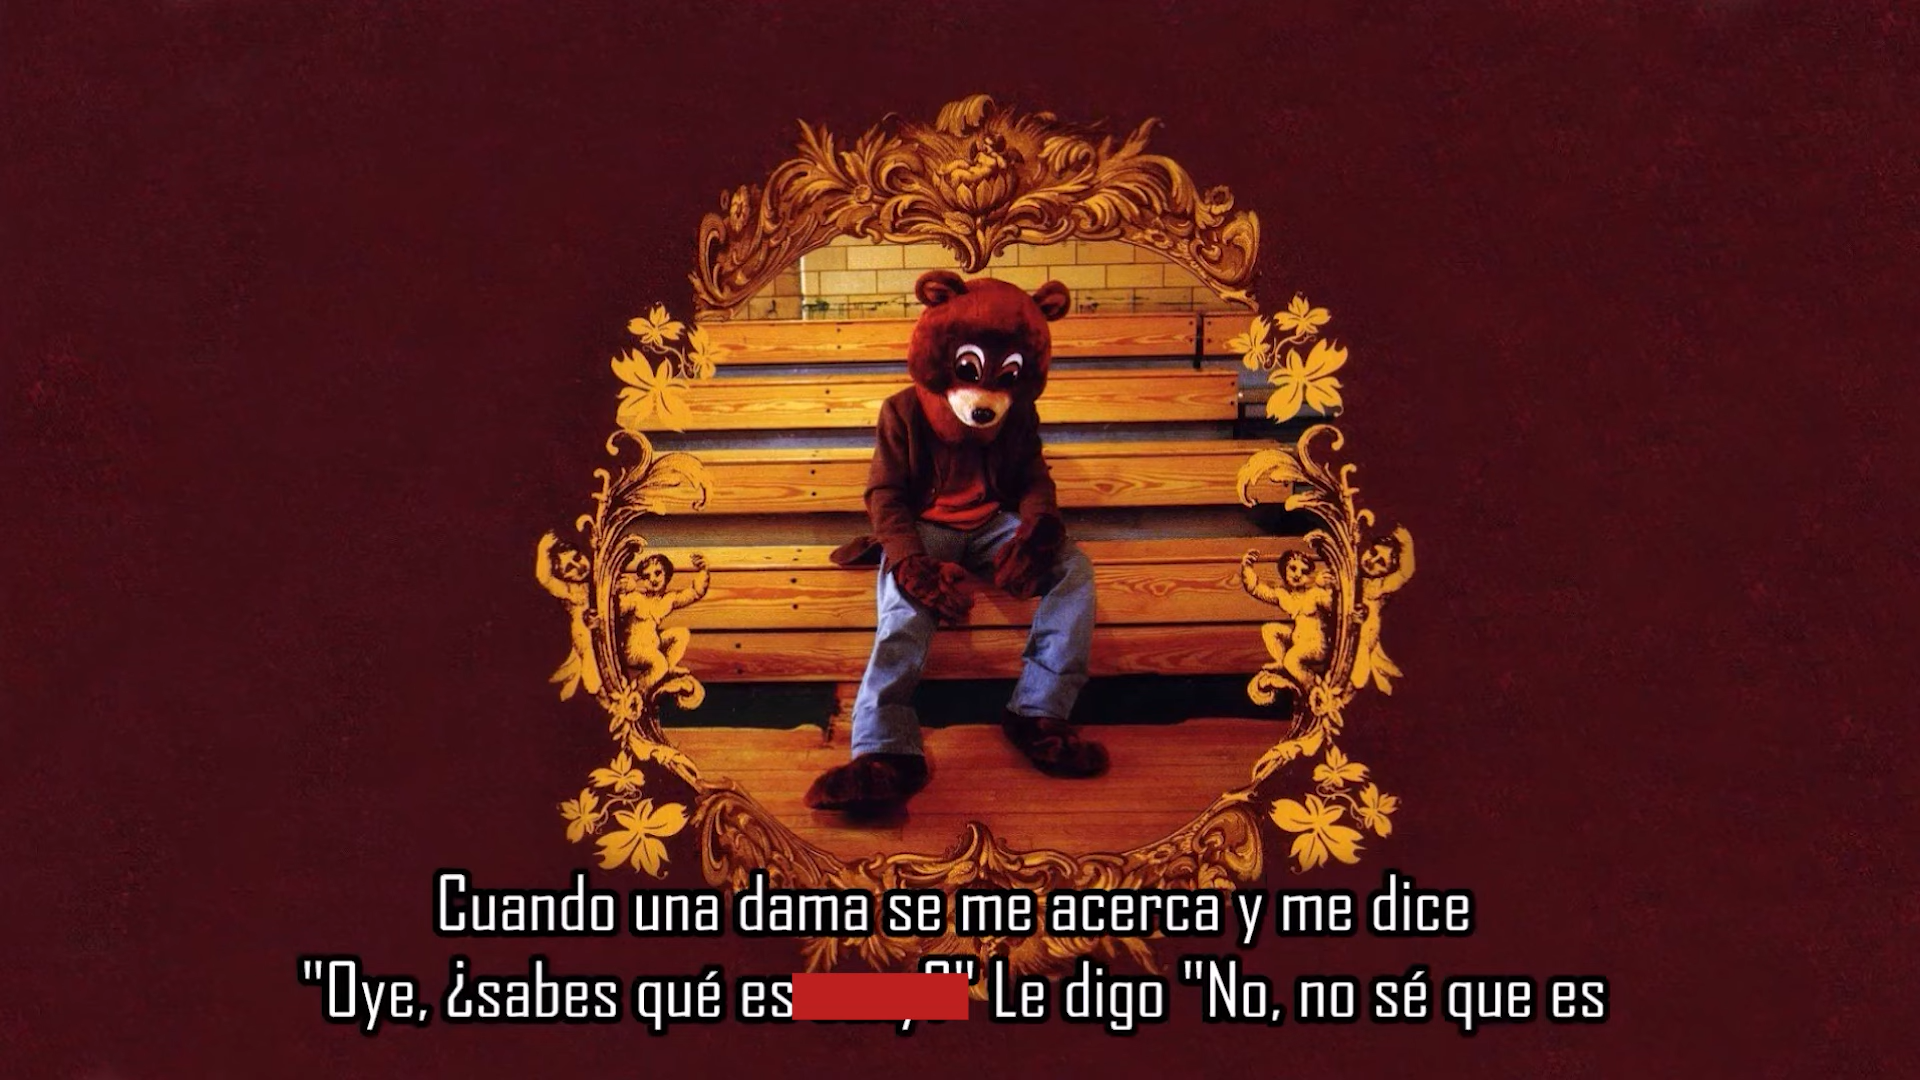 Cuando una dama se me acerca y me dice
"Oye, ¿sabes qué es ?" Le digo "No, no sé que es